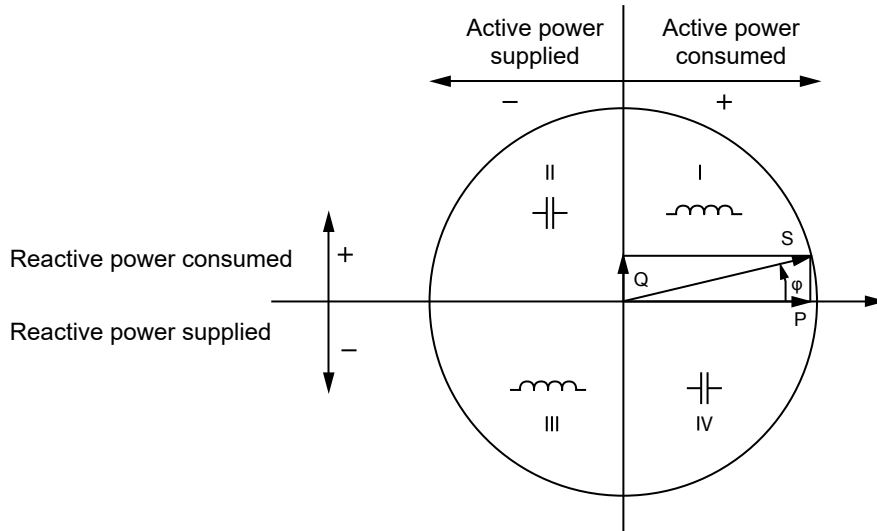 Active power
supplied
Active power
consumed
−
+
II
I
S
Reactive power consumed
+
Q
φ
Reactive power supplied
P
−
III
IV